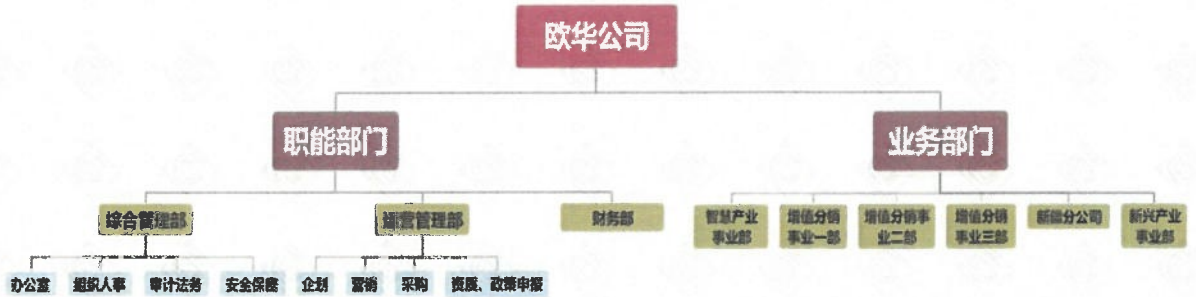 欧华公司
职能部门
业务部门
综合管理部
运营管理部
财务部
智慧产业
事业部
增值分销
事业一部
增值分销事
业二部
增值分销
事业三部
新疆分公司
新兴产业
事业部
办公室
组织人事
审计法务
安全保密
企划
营销
采购
资质、政策申报